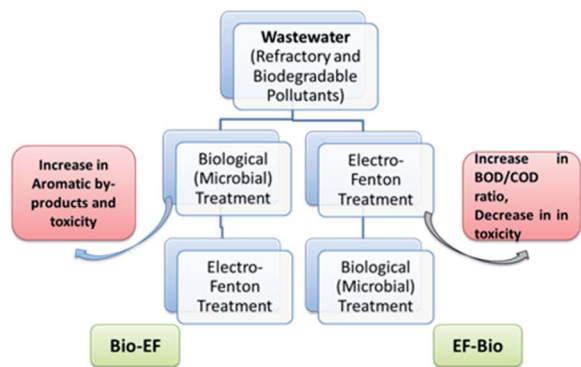 Wastewater
(Refractory and
Biodegradable
Pollutants)
Increase in
Aromatic by-
products and
toxicity
Biological
(Microbial)
Treatment
Electro-
Fenton
Treatment
Increase in
BOD/COD
ratio,
Decrease in in
toxicity
Electro-
Fenton
Treatment
Biological
(Microbial)
Treatment
Bio-EF
EF-Bio